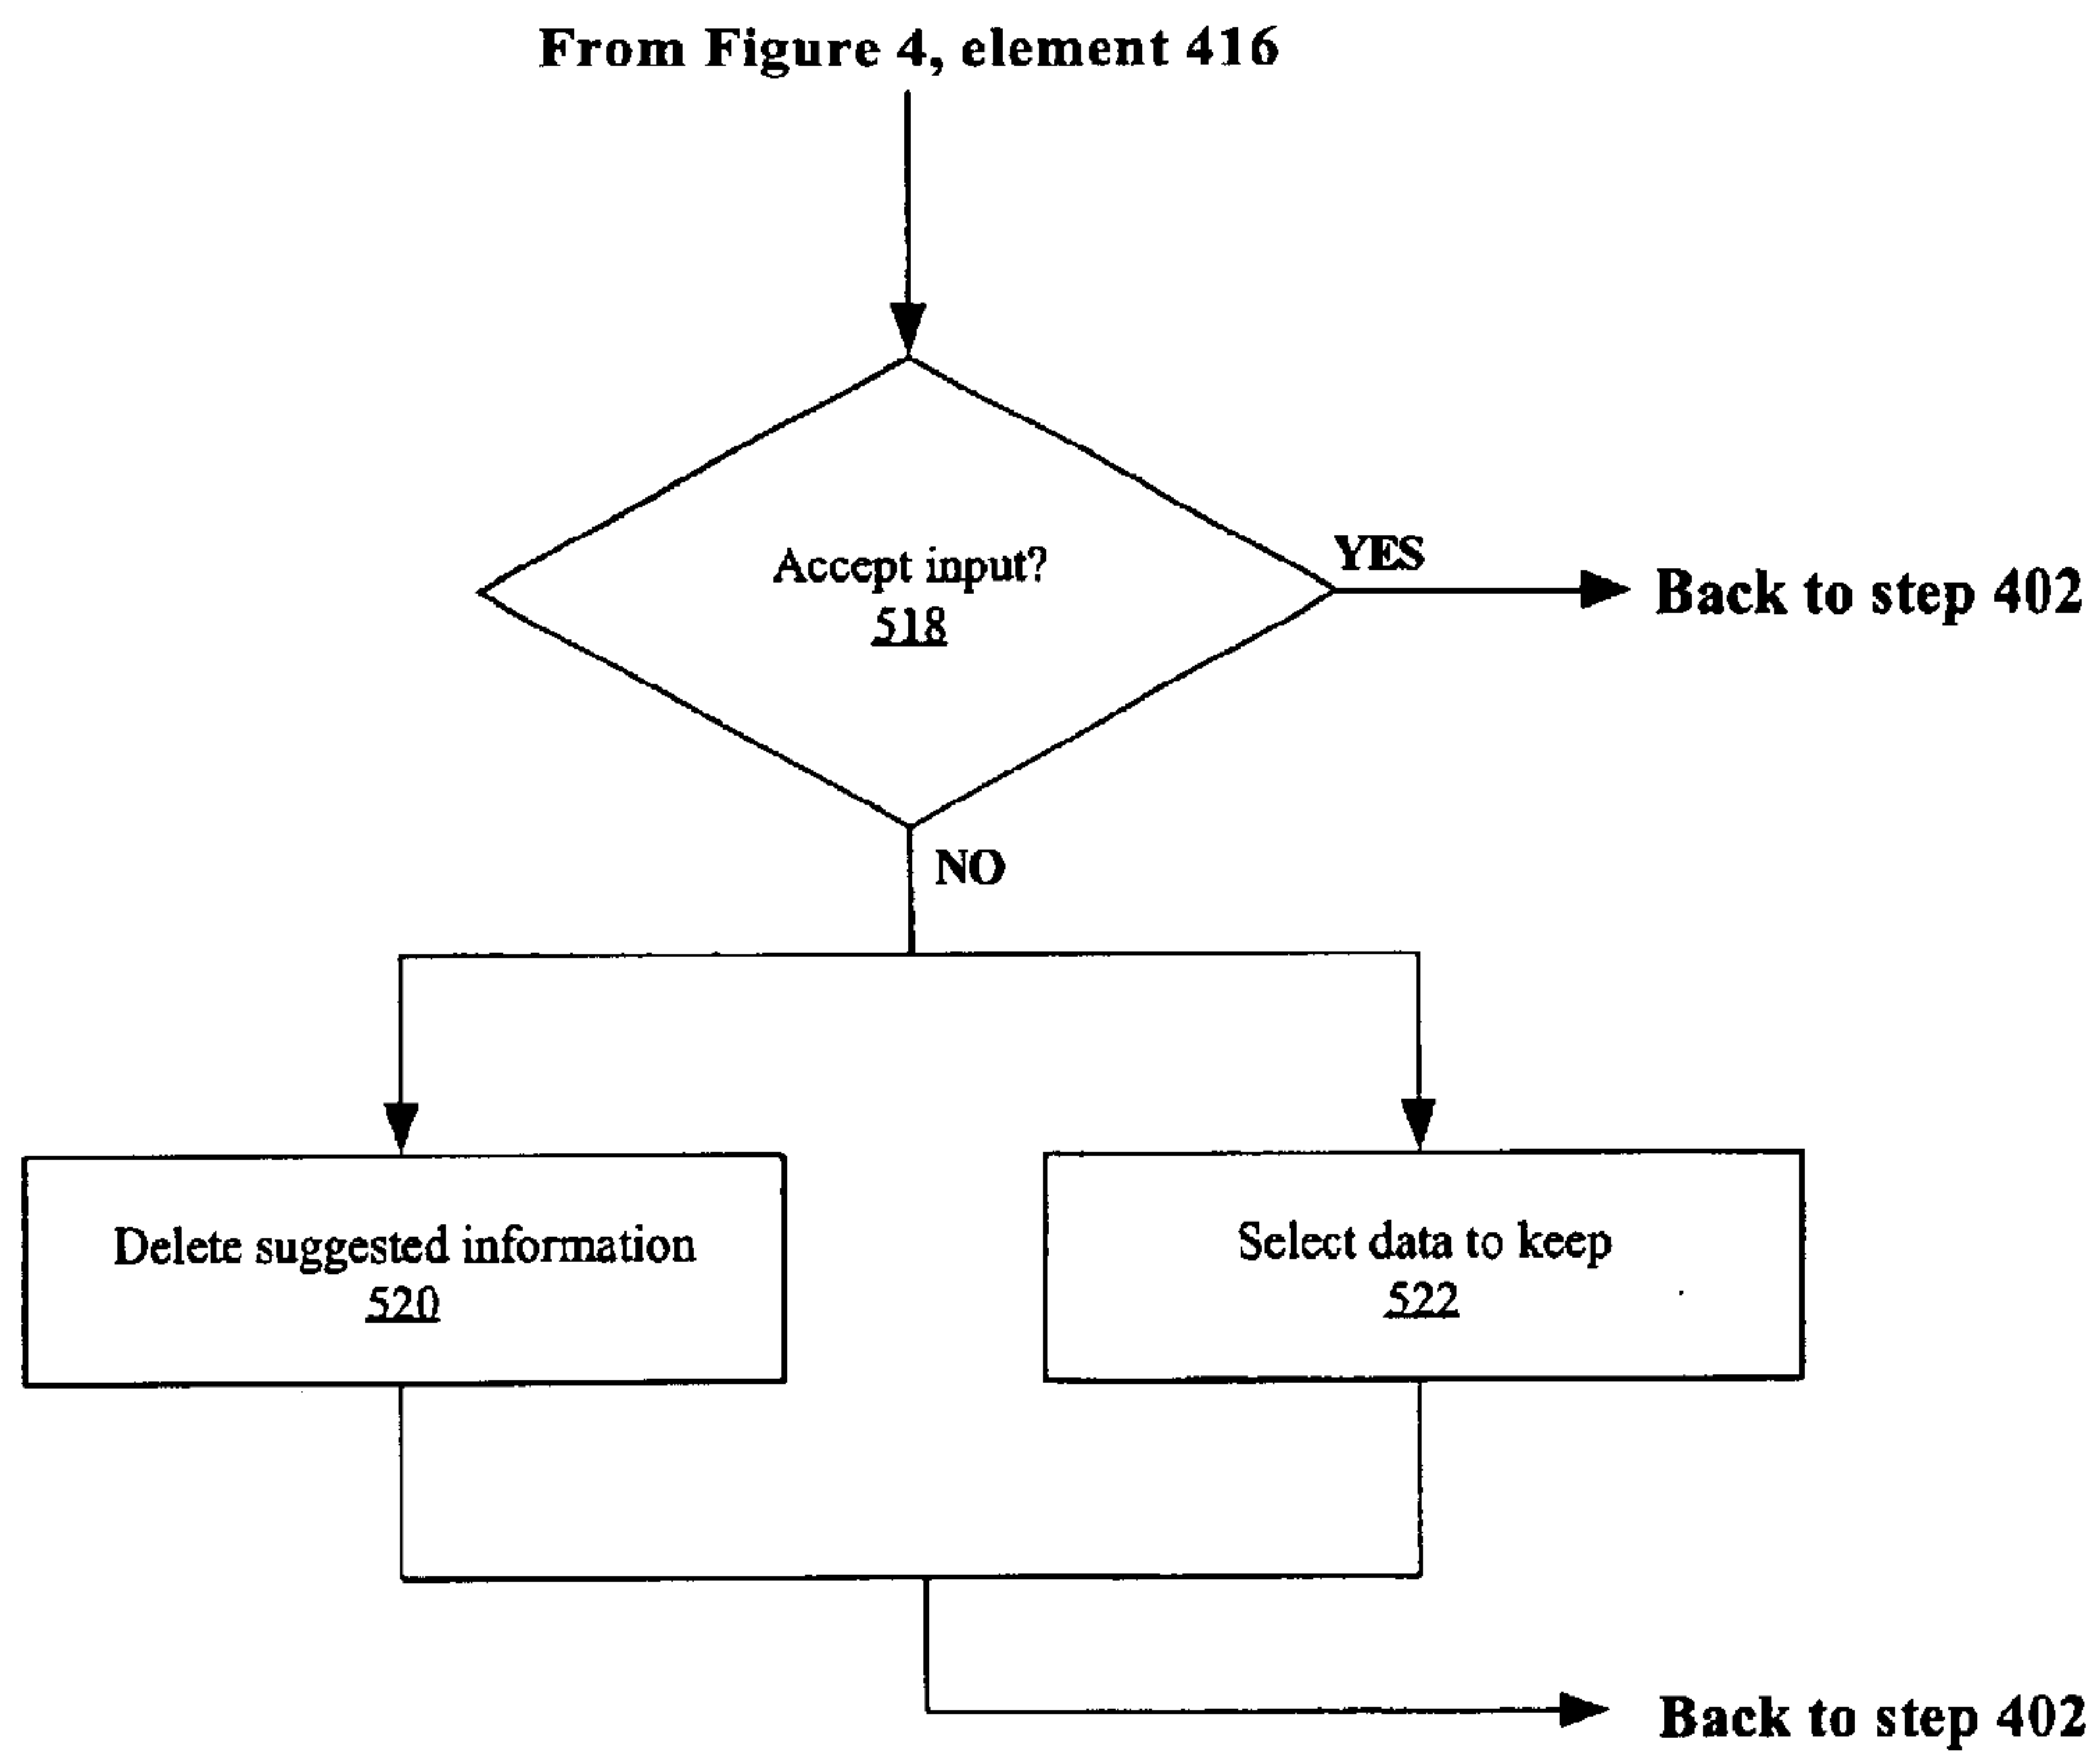 From Figure 4, element 416
Accept input?
518
YES
Back to step 402
NO
Delete suggested information
520
Select data to keep
522
Back to step 402